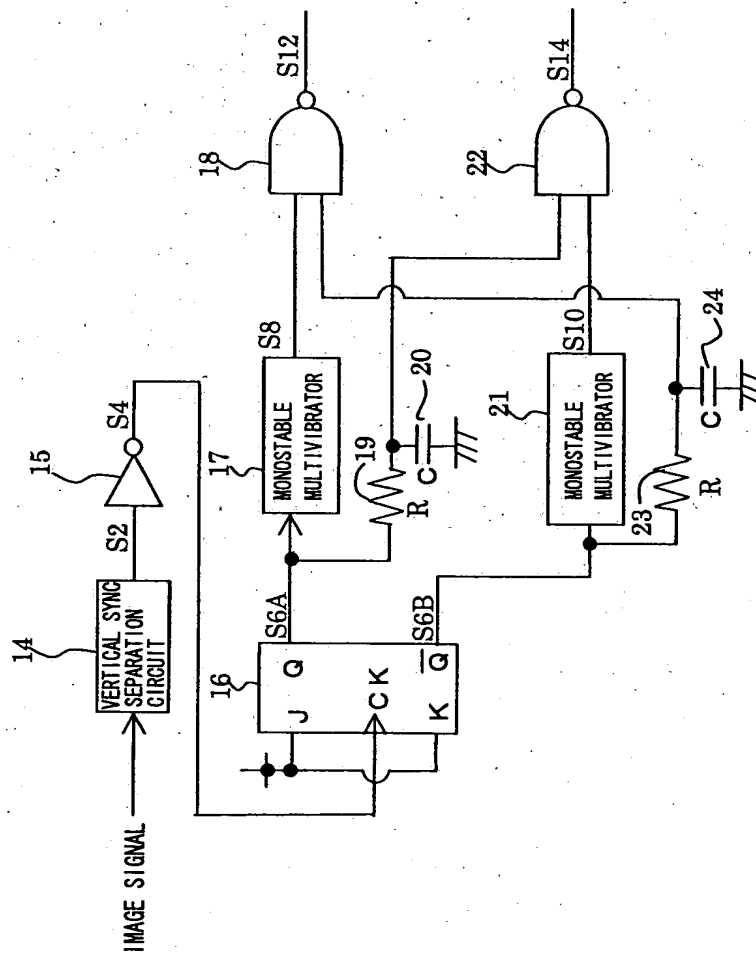 IMAGE SIGNAL
14
VERTICAL SYNC
SEPARATION
CIRCUIT
S2
15
S4
16
J
Q
CK
K
Q
S6A
S6B
17
MONOSTABLE
MULTIVIBRATOR
S8
18
S12
19
R
C
20
21
MONOSTABLE
MULTIVIBRATOR
S10
22
S14
23
R
C
24